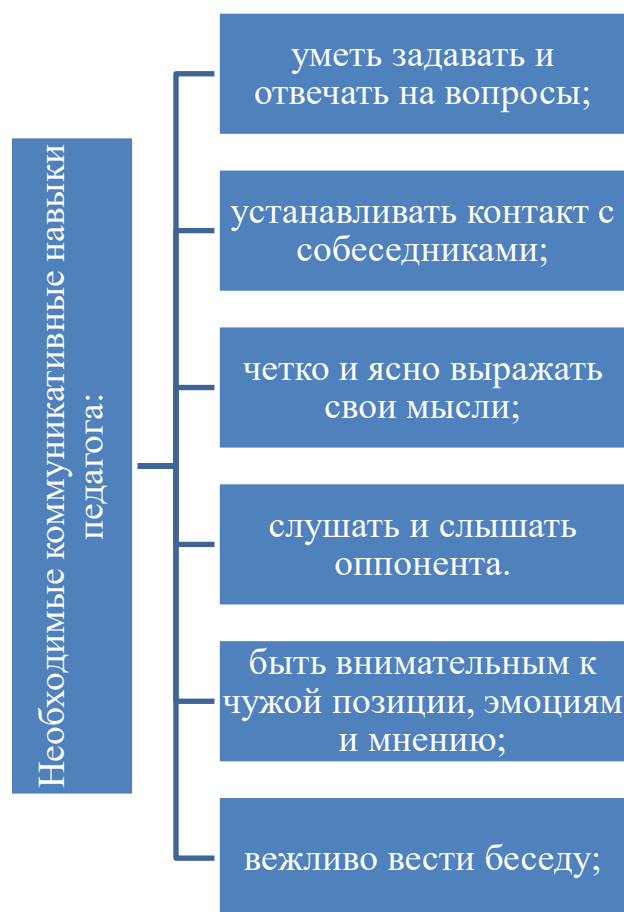 Необходимые коммуникативные навыки
педагога:
уметь задавать и
отвечать на вопросы;
устанавливать контакт с
собеседниками;
четко и ясно выражать
свои мысли;
слушать и слышать
оппонента.
быть внимательным к
чужой позиции, эмоциям
и мнению;
вежливо вести беседу;